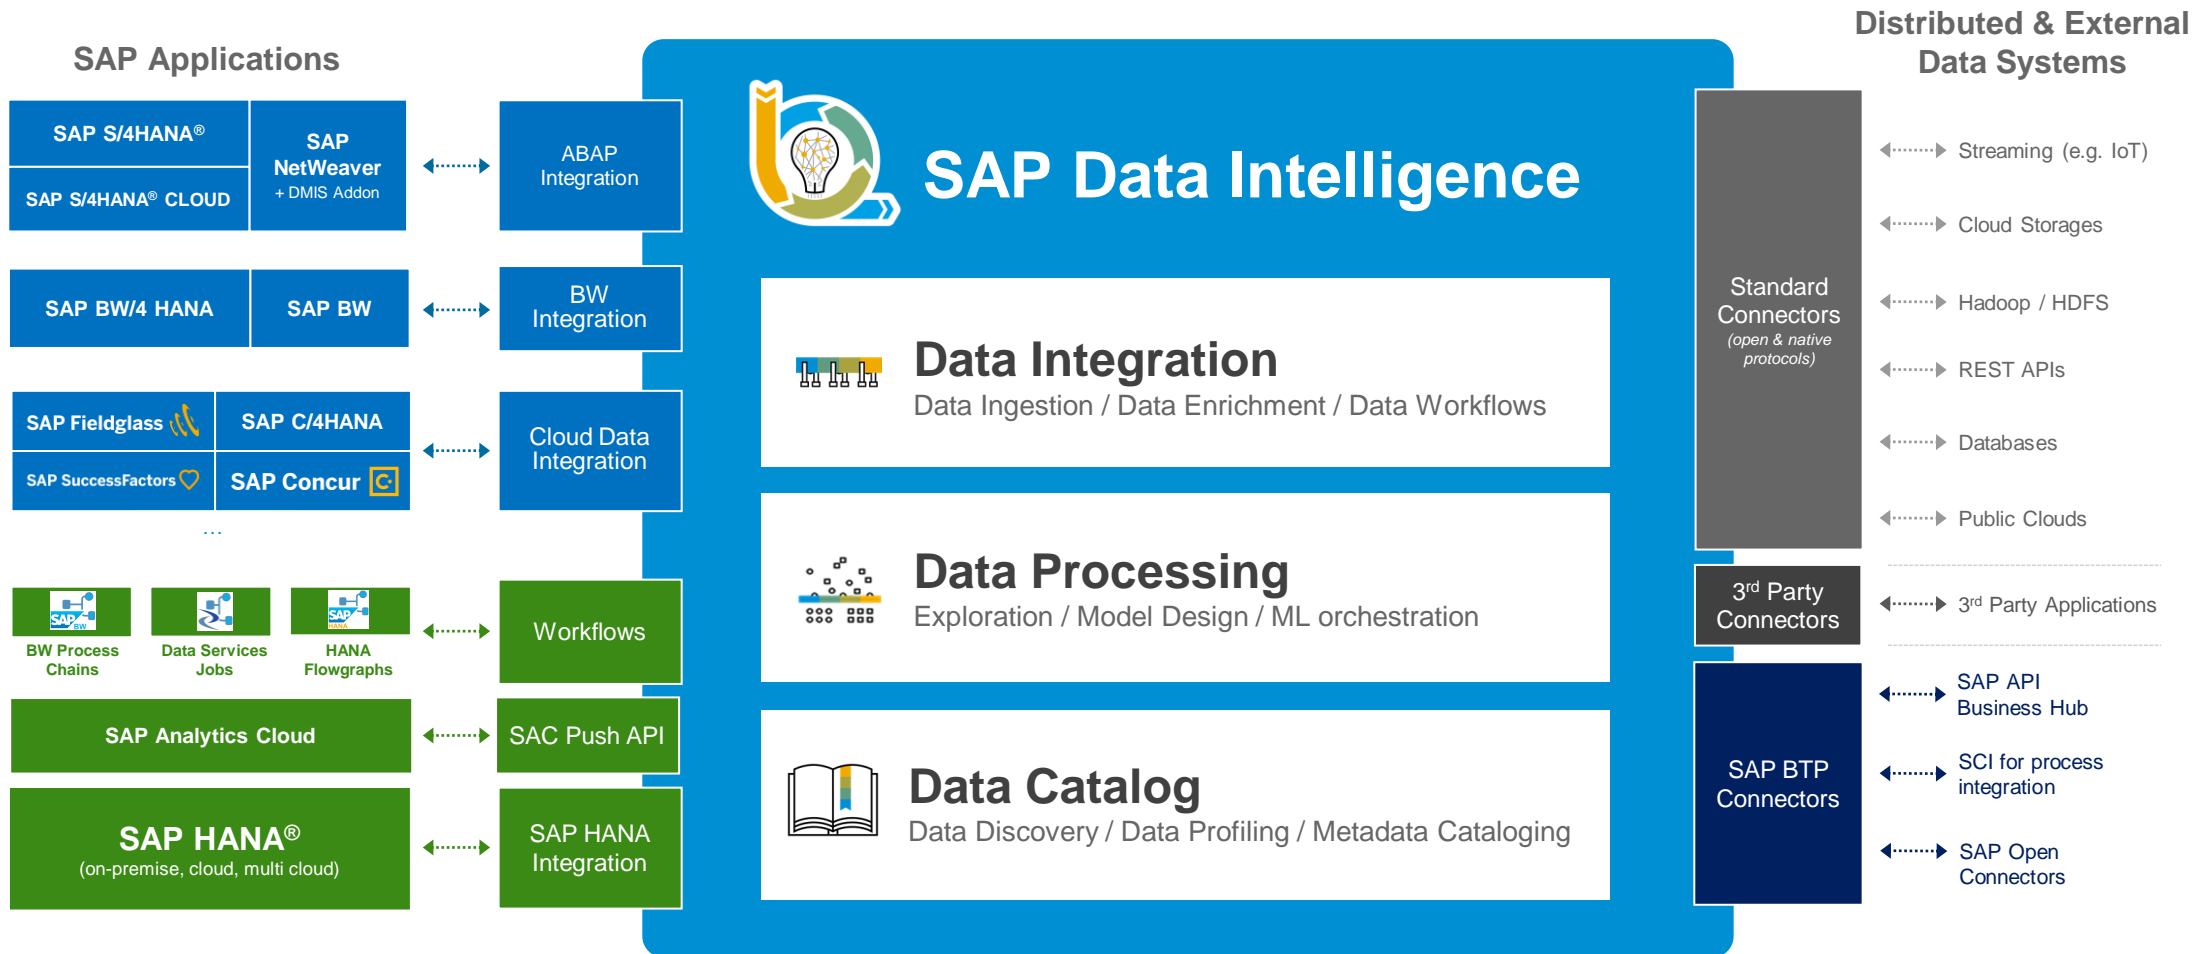 SAP Applications
SAP S/4HANA®
SAP S/4HANA® CLOUD
SAP
NetWeaver
+ DMIS Addon
ABAP
Integration
SAP BW/4 HANA
SAP BW
BW
Integration
SAP Fieldglass
SAP C/4HANA
SAP SuccessFactors
SAP Concur C·
Cloud Data
Integration
...
SAP BW
SAP HANA
BW Process
Chains
Data Services
Jobs
HANA
Flowgraphs
Workflows
SAP Analytics Cloud
SAC Push API
SAP HANA®
(on-premise, cloud, multi cloud)
SAP HANA
Integration
SAP Data Intelligence
Data Integration
Data Ingestion / Data Enrichment / Data Workflows
Data Processing
Exploration / Model Design / ML orchestration
Data Catalog
Data Discovery / Data Profiling / Metadata Cataloging
Distributed & External
Data Systems
Standard
Connectors
(open & native
protocols)
Streaming (e.g. IoT)
Cloud Storages
Hadoop / HDFS
REST APIs
Databases
Public Clouds
3rd Party
Connectors
3rd Party Applications
SAP BTP
Connectors
SAP API
Business Hub
SCI for process
integration
SAP Open
Connectors